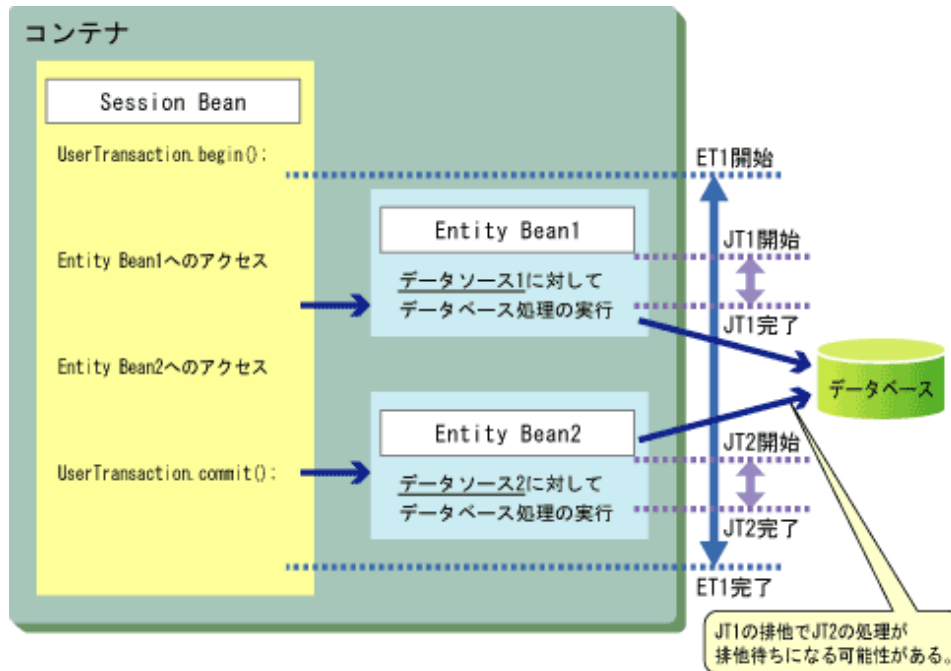 コンテナ
Session Bean
UserTransaction.begin():
Entity Bean1へのアクセス
Entity Bean2へのアクセス
UserTransaction.commit():
Entity Bean1
データソース1に対して
データベース処理の実行
Entity Bean2
データソース2に対して
データベース処理の実行
ET1開始
JT1開始
JT1完了
データベース
JT2開始
JT2完了
ET1完了
JT1の排他でJT2の処理が
排他待ちになる可能性がある。